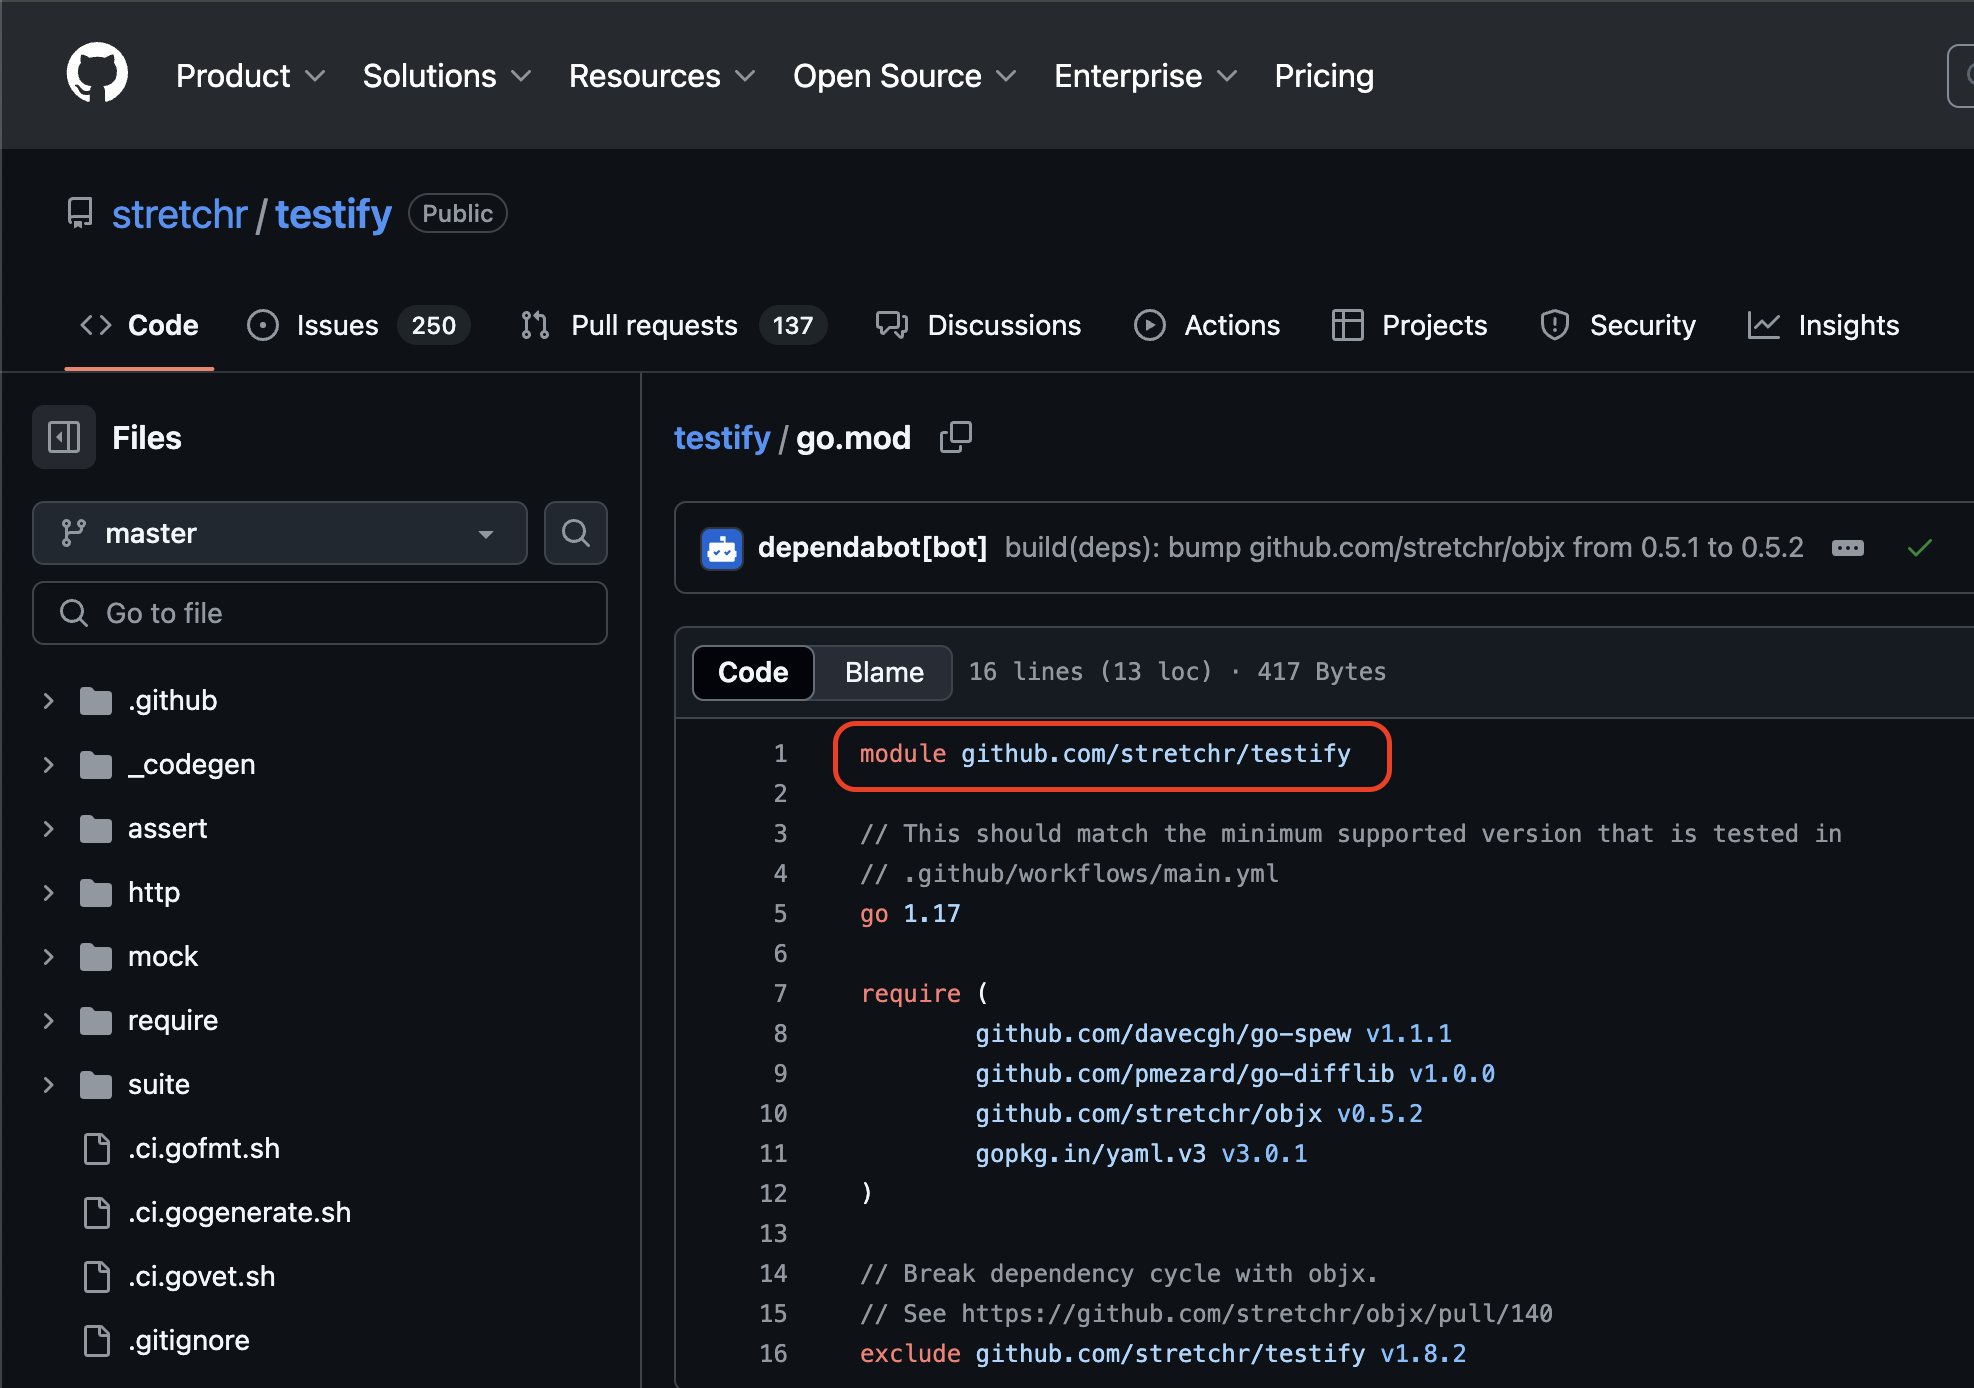 Product Solutions Resources Open Source Enterprise Pricing
stretchr / testify Public
Code Issues 250 Pull requests 137 Discussions Actions Projects Security Insights
Files
master
Go to file
.github
_codegen
assert
http
mock
require
suite
.ci.gofmt.sh
.ci.gogenerate.sh
.ci.govet.sh
.gitignore
testify / go.mod
dependabot[bot] build(deps): bump github.com/stretchr/objx from 0.5.1 to 0.5.2
Code Blame 16 lines (13 loc) · 417 Bytes
1 module github.com/stretchr/testify
2
3 // This should match the minimum supported version that is tested in
4 // .github/workflows/main.yml
5 go 1.17
6
7 require (
8 github.com/davecgh/go-spew v1.1.1
9 github.com/pmezard/go-difflib v1.0.0
10 github.com/stretchr/objx v0.5.2
11 gopkg.in/yaml.v3 v3.0.1
12 )
13
14 // Break dependency cycle with objx.
15 // See https://github.com/stretchr/objx/pull/140
16 exclude github.com/stretchr/testify v1.8.2